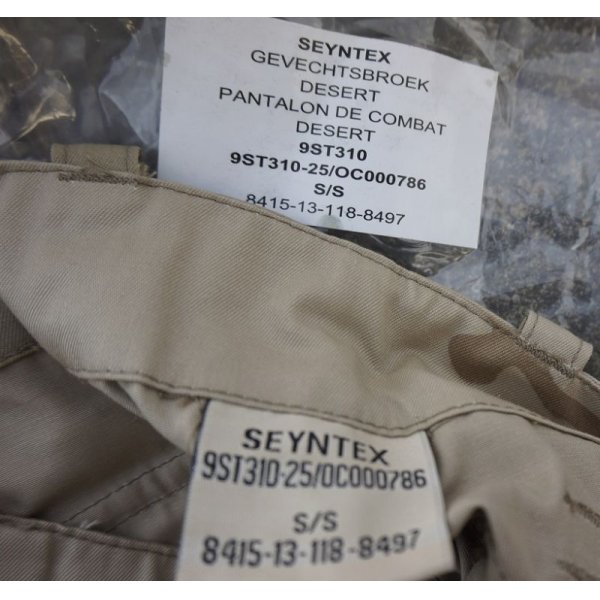 SEYNTEX
GEVECHTSBROEK
DESERT
PANTALON DE COMBAT
DESERT
9ST310
9ST310-25/OC000786
S/S
8415-13-118-8497
SEYNTEX
9ST310-25/OC000786
S/S
8415-13-118-8497